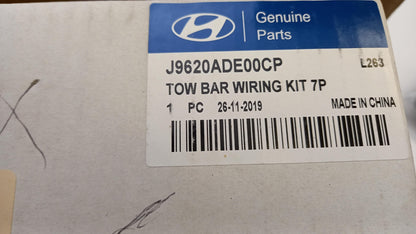 Genuine
Parts
J9620ADE00CP L263
TOW BAR WIRING KIT 7P
1 PC 26-11-2019 MADE IN CHINA